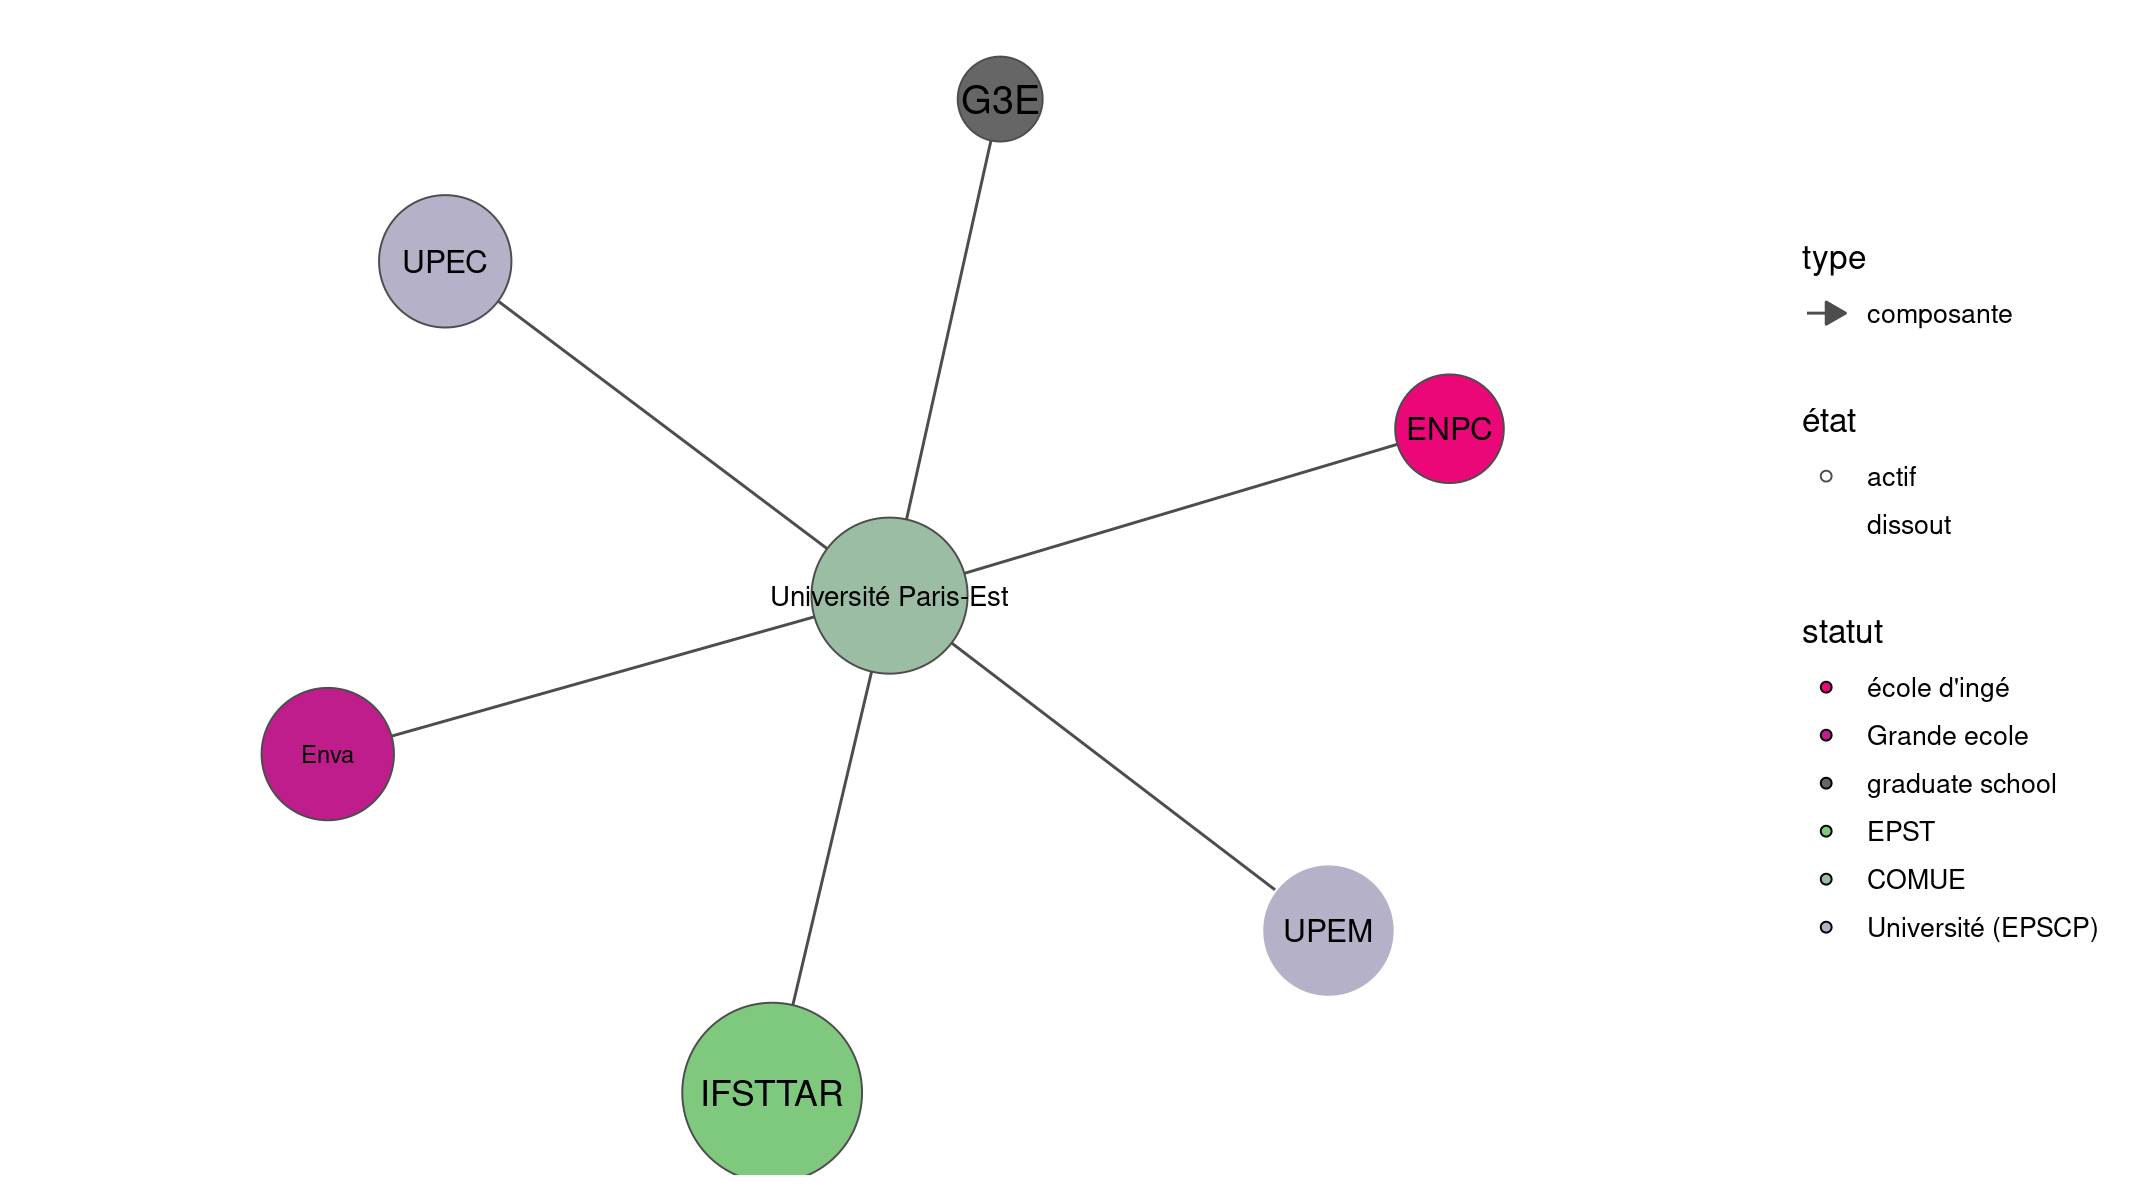 G3E
UPEC
ENPC
Université Paris-Est
Enva
UPEM
IFSTTAR
type
composante
état
actif
dissout
statut
école d'ingé
Grande ecole
graduate school
EPST
COMUE
Université (EPSCP)